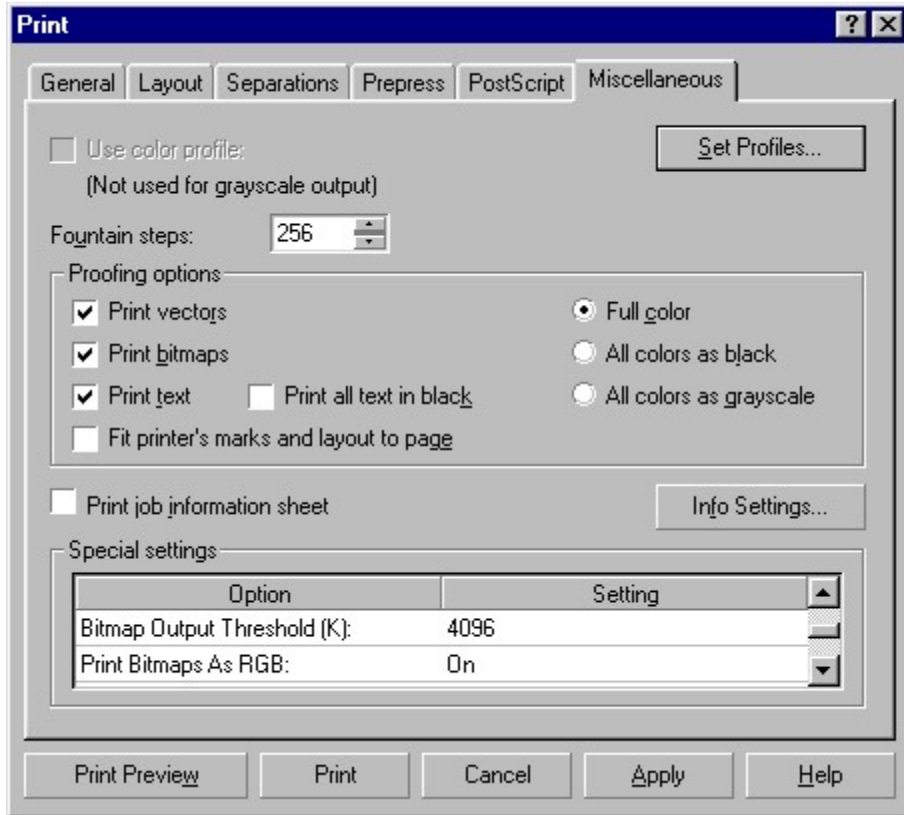 Print
General Layout Separations Prepress PostScript Miscellaneous
Use color profile: Set Profiles...
(Not used for grayscale output)
Fountain steps: 256
Proofing options
Print vectors Full color
Print bitmaps All colors as black
Print text Print all text in black All colors as grayscale
Fit printer's marks and layout to page
Print job information sheet Info Settings...
Special settings
Option Setting
Bitmap Output Threshold (K): 4096
Print Bitmaps As RGB: On
Print Preview Print Cancel Apply Help